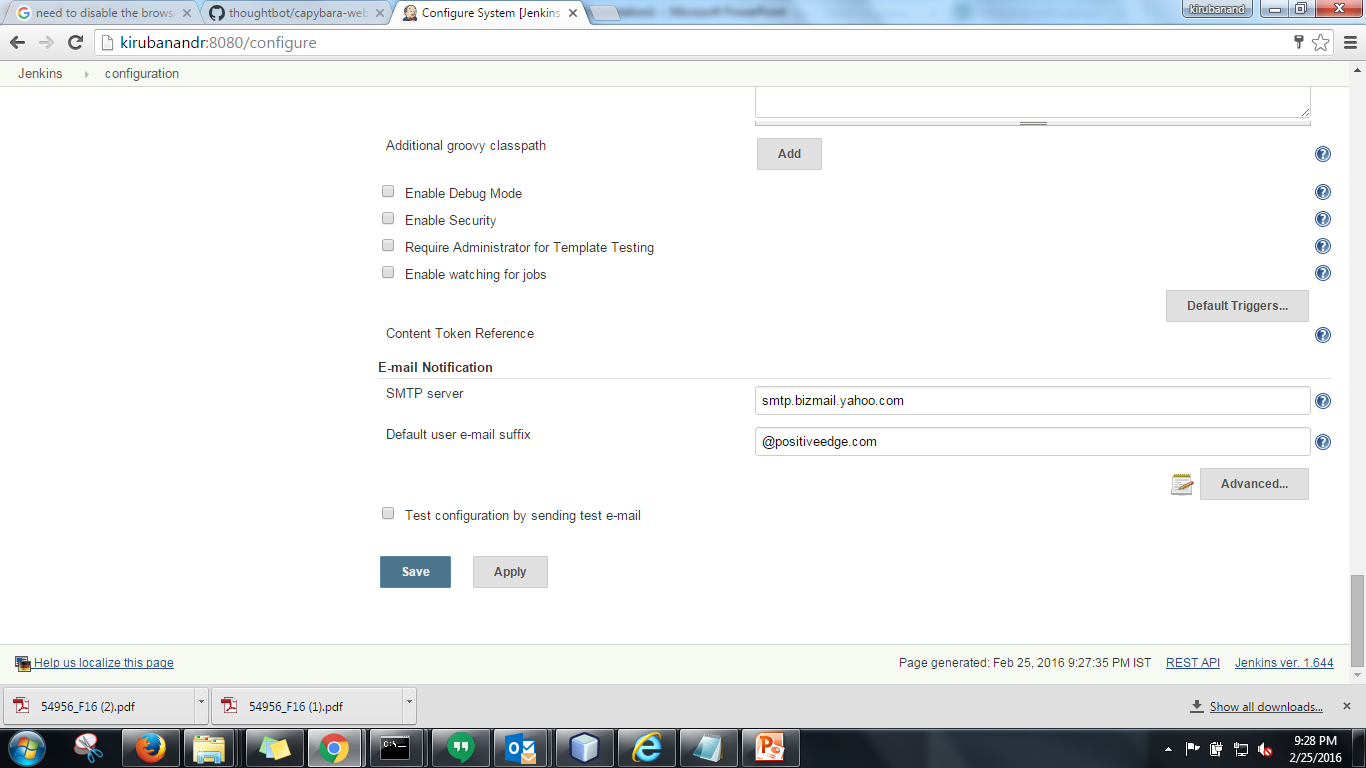 need to disable the brows
thoughtbot/capybara-web
Configure System [Jenkins
Microsoft PowerPoint
kirubanand
kirubanandr:8080/configure
Jenkins configuration
Additional groovy classpath
Add
Enable Debug Mode
Enable Security
Require Administrator for Template Testing
Enable watching for jobs
Default Triggers...
Content Token Reference
E-mail Notification
SMTP server
smtp.bizmail.yahoo.com
Default user e-mail suffix
@positiveedge.com
Advanced...
Test configuration by sending test e-mail
Save Apply
Help us localize this page
Page generated: Feb 25, 2016 9:27:35 PM IST REST API Jenkins ver. 1.644
54956_F16 (2).pdf
54956_F16 (1).pdf
Show all downloads...
9:28 PM
2/25/2016